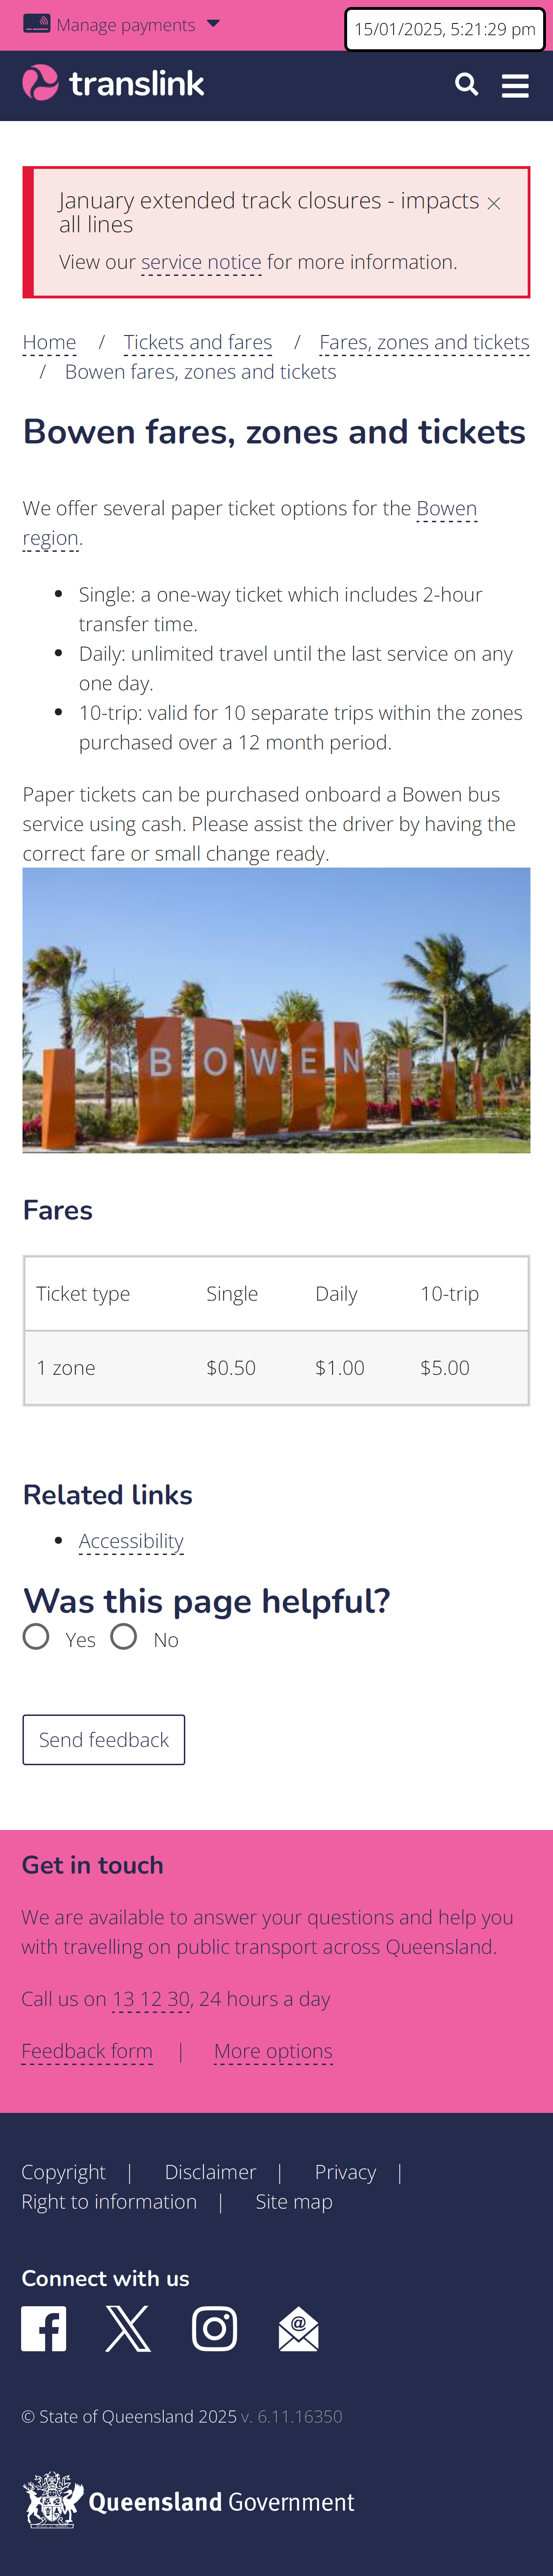 Manage payments
15/01/2025, 5:21:29 pm
translink
January extended track closures - impacts
all lines
View our service notice for more information.
Home / Tickets and fares / Fares, zones and tickets
/ Bowen fares, zones and tickets
Bowen fares, zones and tickets
We offer several paper ticket options for the Bowen
region.
• Single: a one-way ticket which includes 2-hour
transfer time.
• Daily: unlimited travel until the last service on any
one day.
• 10-trip: valid for 10 separate trips within the zones
purchased over a 12 month period.
Paper tickets can be purchased onboard a Bowen bus
service using cash. Please assist the driver by having the
correct fare or small change ready.
BOWEN
Fares
Ticket type Single Daily 10-trip
1 zone $0.50 $1.00 $5.00
Related links
• Accessibility
Was this page helpful?
Yes No
Send feedback
Get in touch
We are available to answer your questions and help you
with travelling on public transport across Queensland.
Call us on 13 12 30, 24 hours a day
Feedback form | More options
Copyright | Disclaimer | Privacy |
Right to information | Site map
Connect with us
© State of Queensland 2025 v. 6.11.16350
Queensland Government